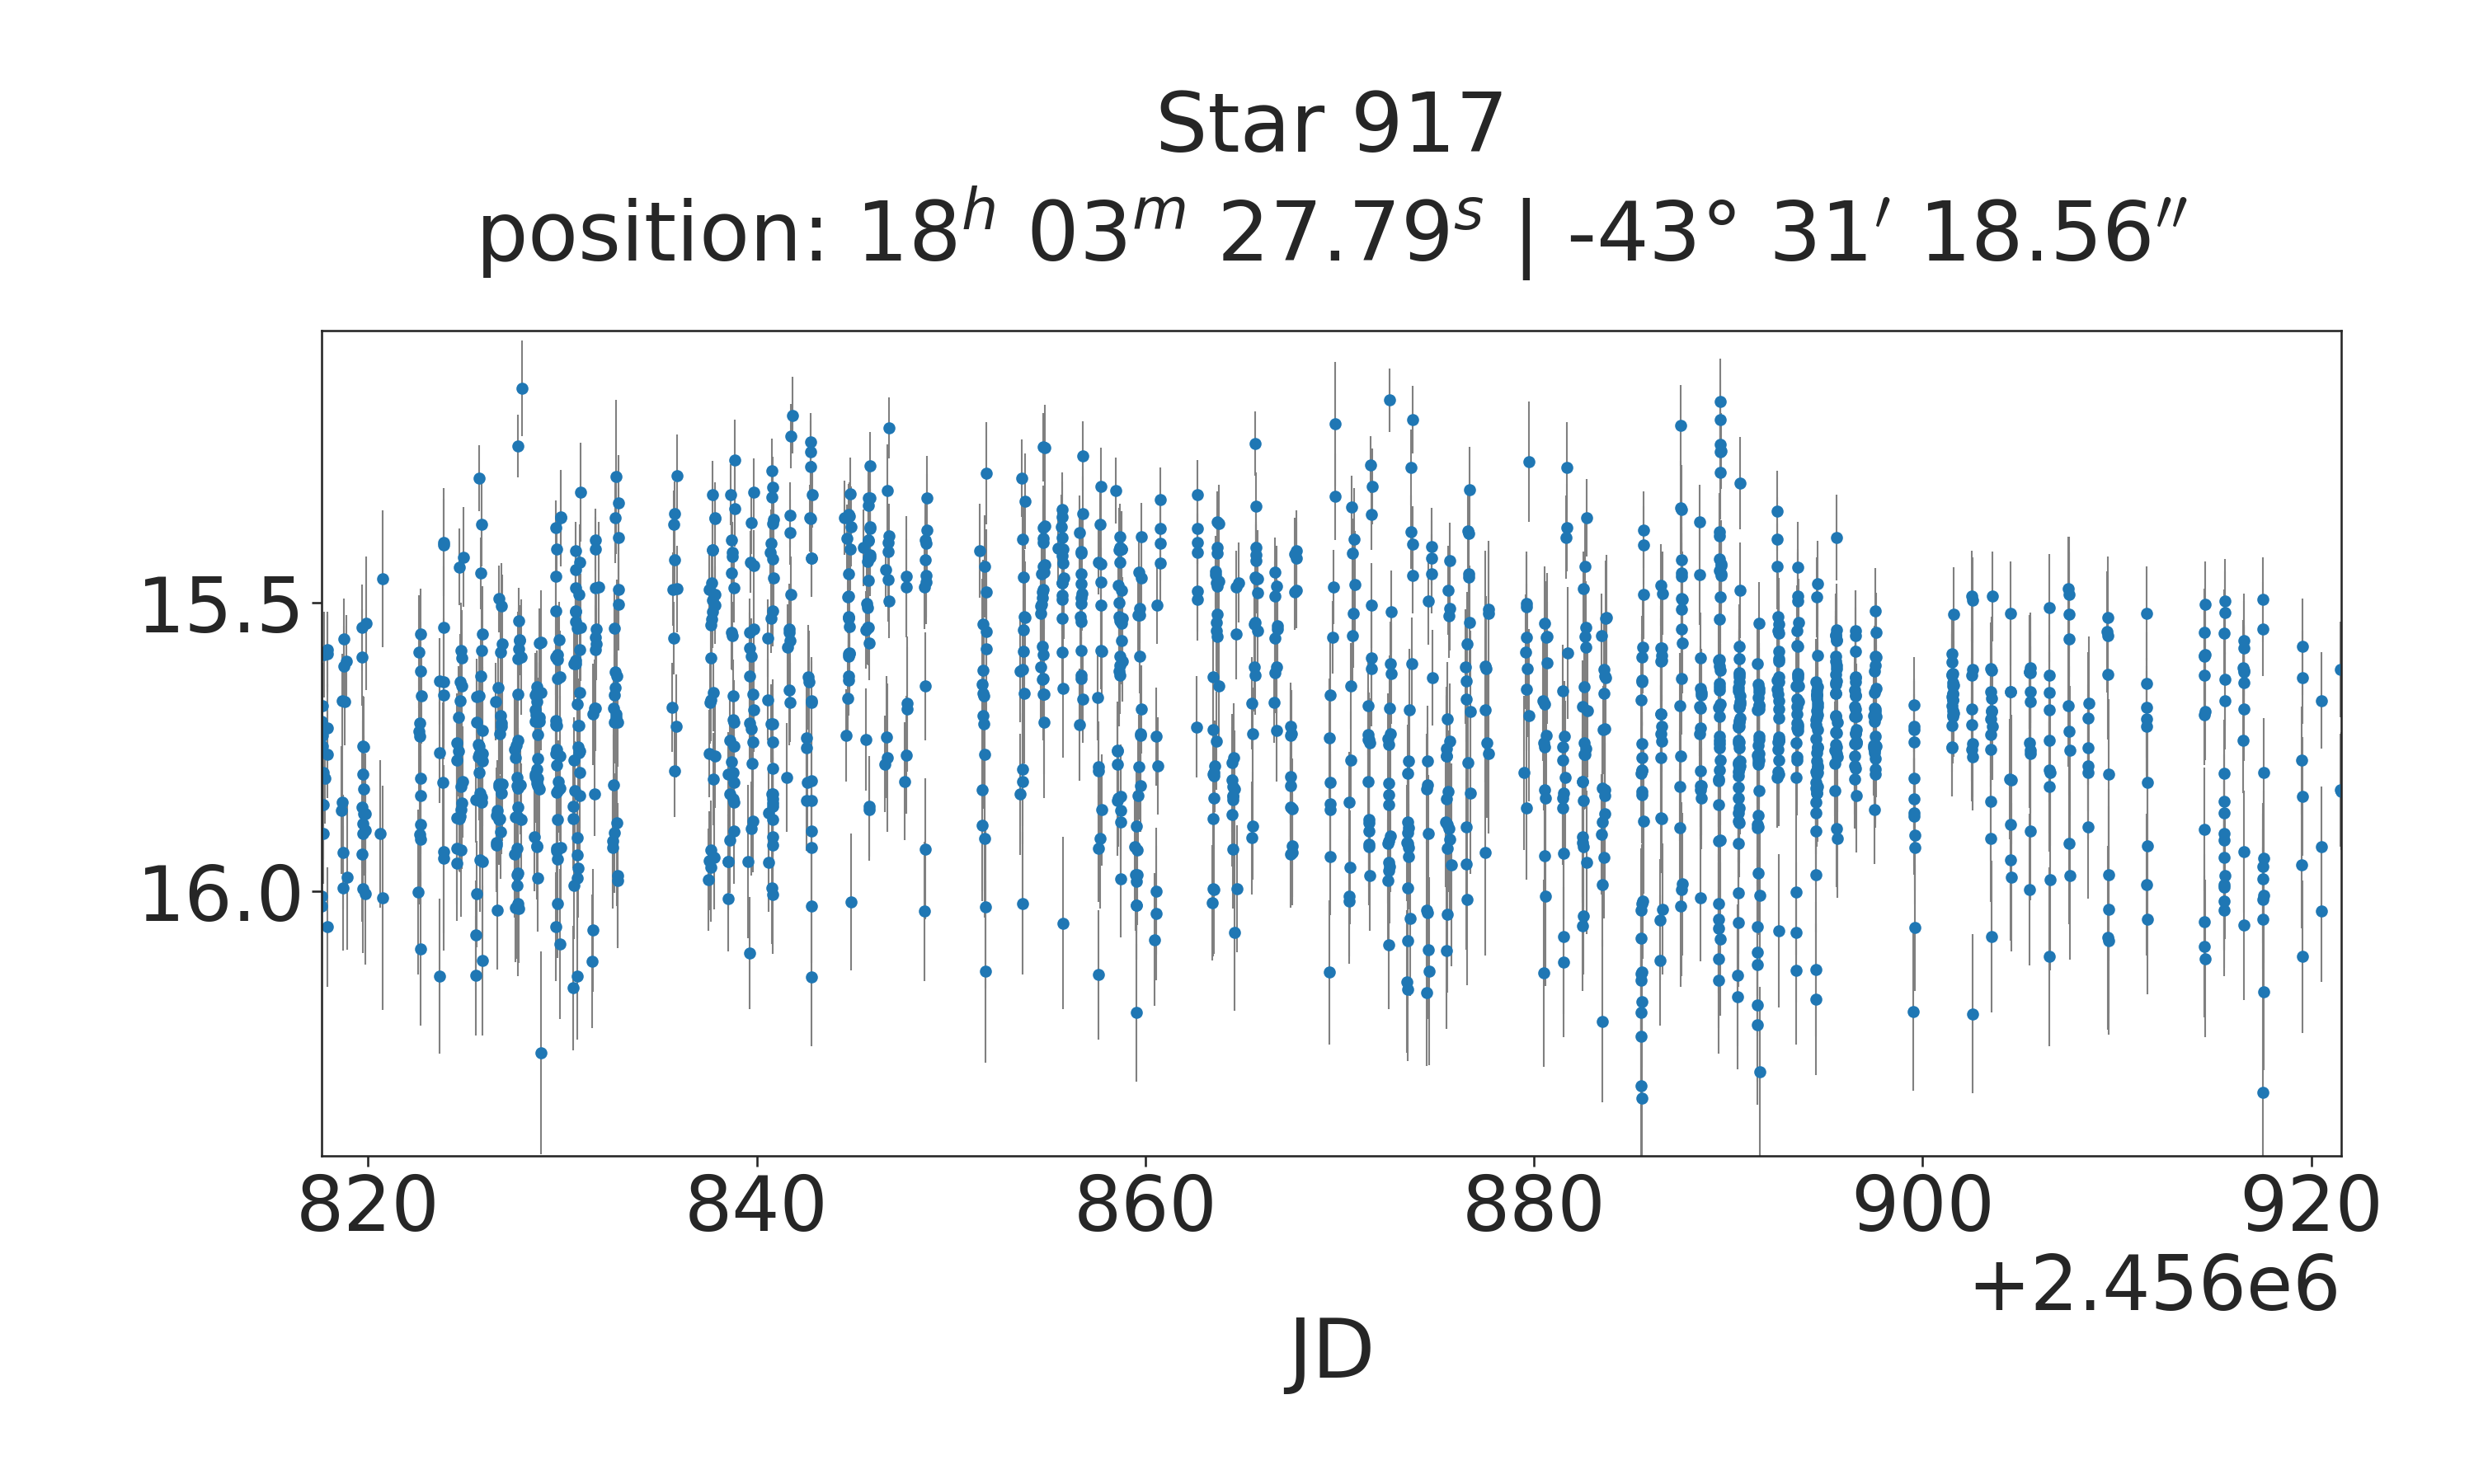 Star 917
position: 18h 03m 27.79s | -43° 31′ 18.56″
15.5
16.0
820 840 860 880 900 920
+2.456e6
JD